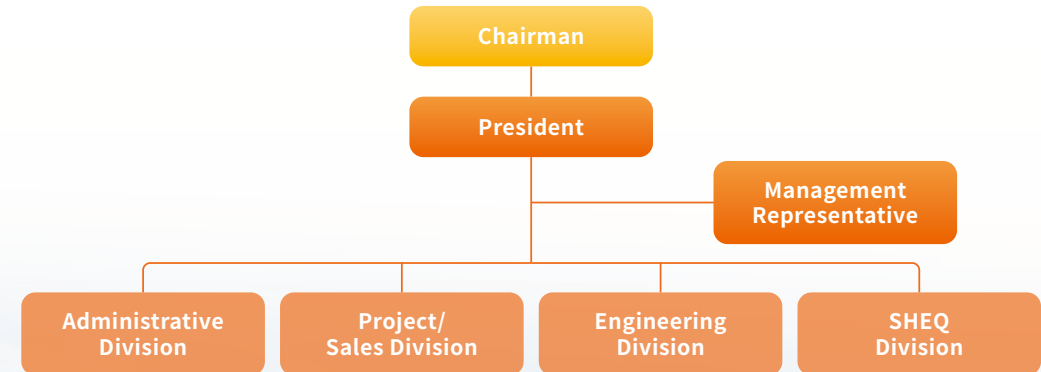 Chairman
President
Management
Representative
Administrative
Division
Project/
Sales Division
Engineering
Division
SHEQ
Division